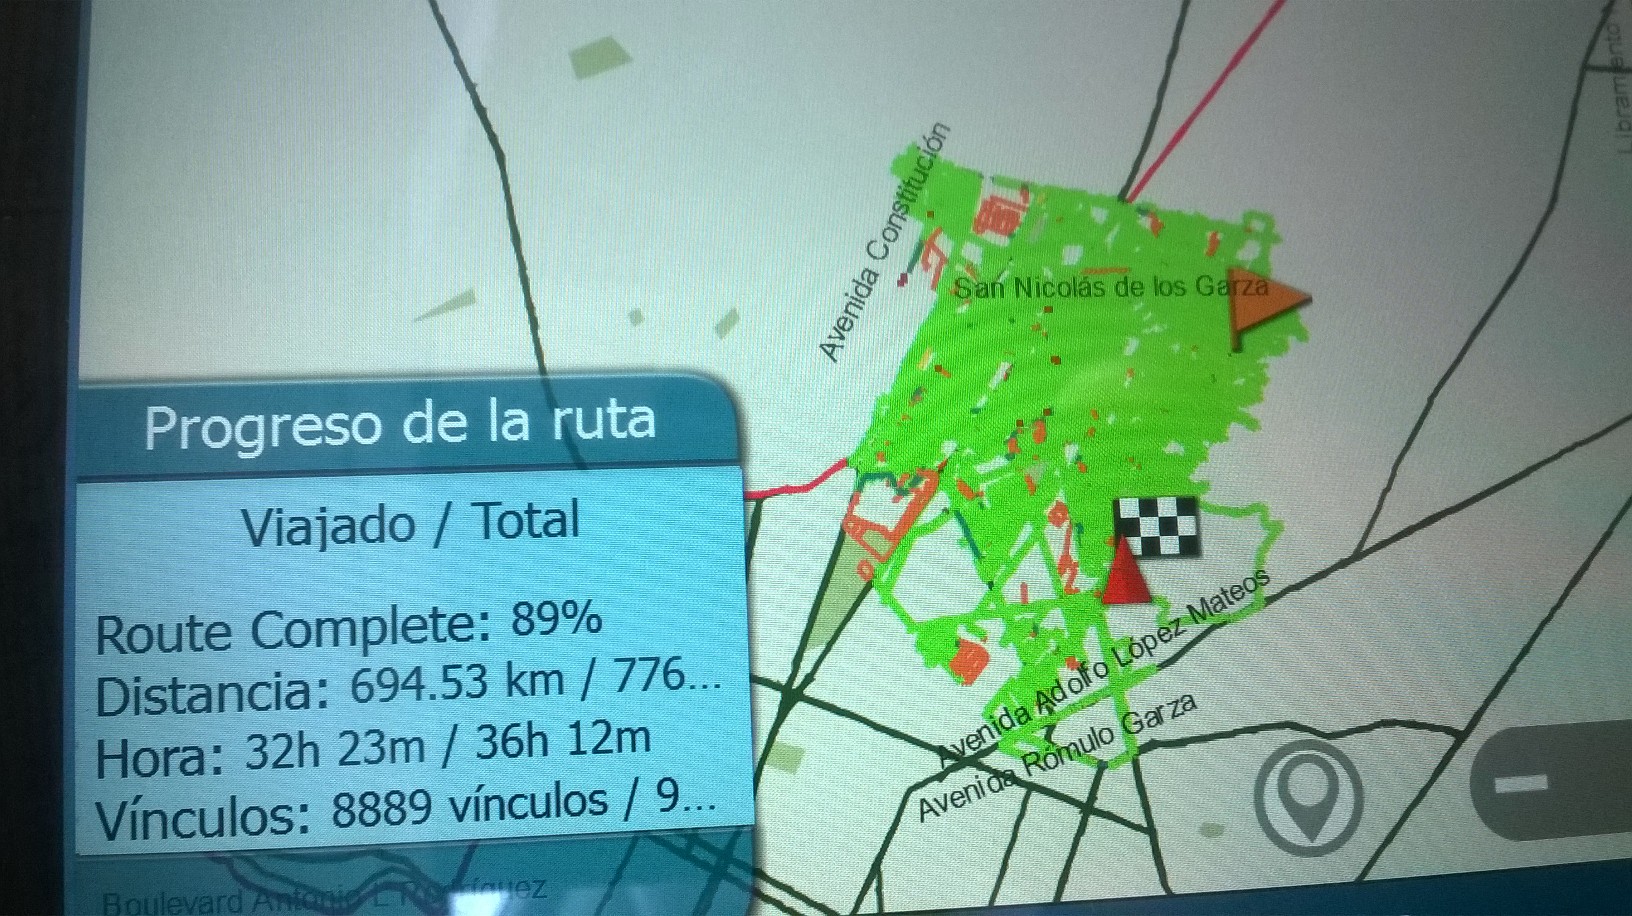 Libramiento
Avenida Constitución
San Nicolás de los Garza
Progreso de la ruta
Viajado / Total
Route Complete: 89%
Distancia: 694.53 km / 776...
Hora: 32h 23m / 36h 12m
Vínculos: 8889 vínculos / 9...
Avenida Adolfo López Mateos
Avenida Rómulo Garza
Boulevard Antonio L Rodríguez